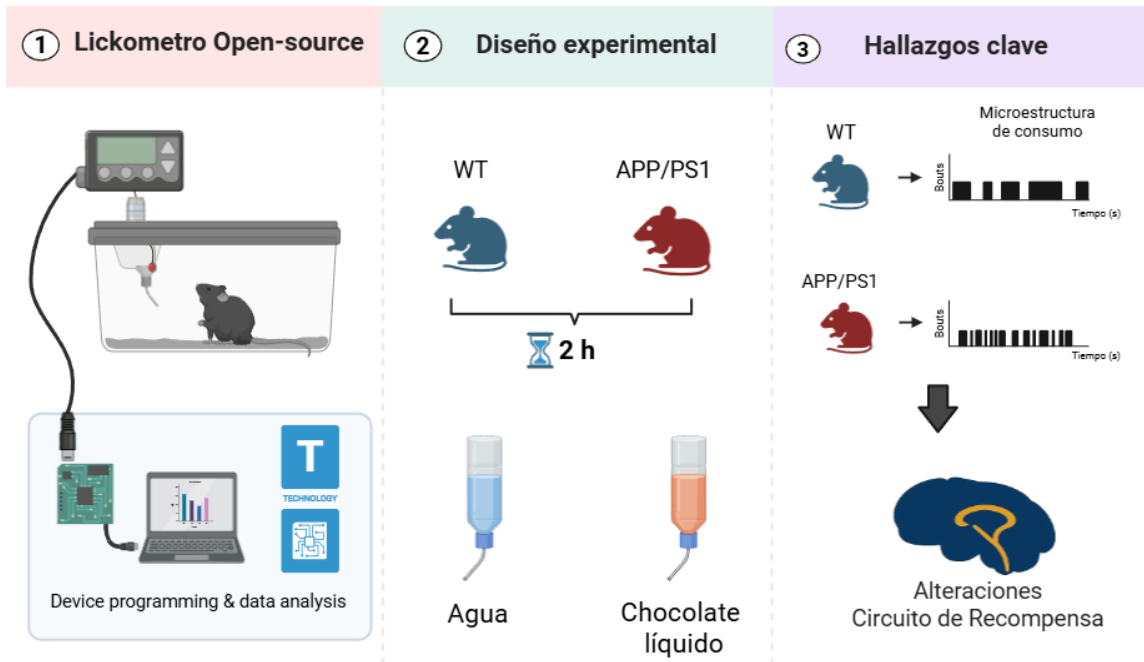 1 Lickometro Open-source
T
TECHNOLOGY
Device programming & data analysis
2 Diseño experimental
WT
APP/PS1
2 h
Agua
Chocolate
líquido
3 Hallazgos clave
Microestructura
de consumo
WT
Bouts
Tiempo (s)
APP/PS1
Bouts
Tiempo (s)
Alteraciones
Circuito de Recompensa